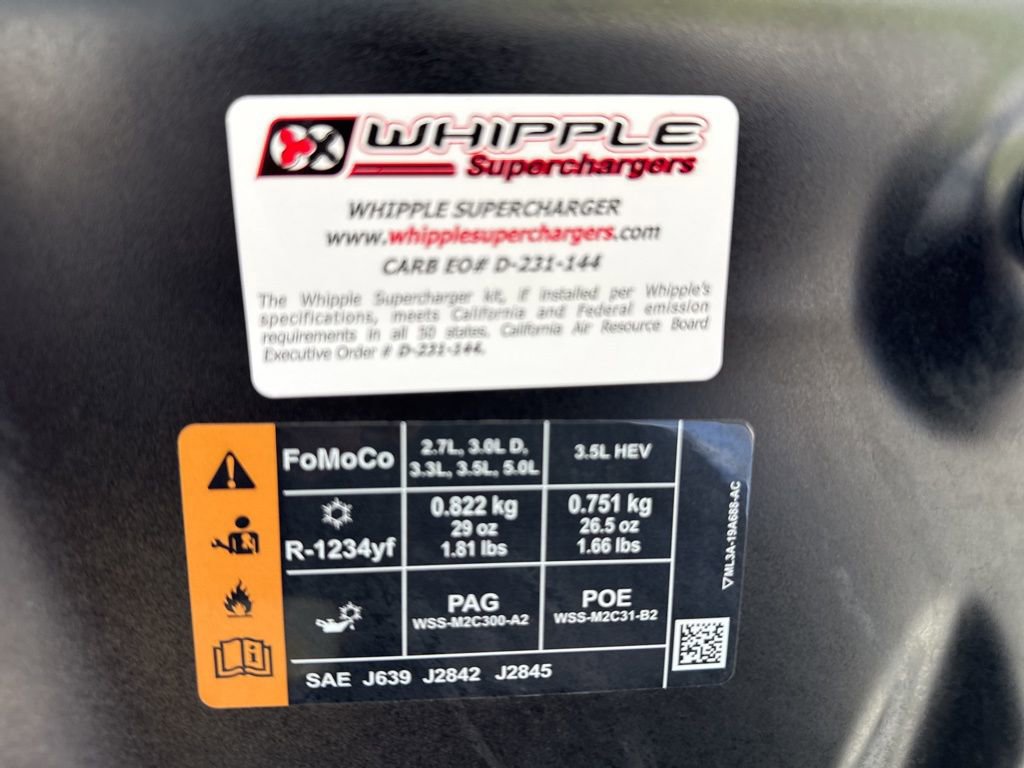 WHIPPLE
Superchargers
WHIPPLE SUPERCHARGER
www.whipplesuperchargers.com
CARB EO# D-231-144
The Whipple Supercharger kit, if installed per Whipple's
specifications, meets California and Federal emission
requirements in all 50 states. California Air Resource Board
Executive Order # D-231-144.
FoMoCo
2.7L, 3.0L D,
3.3L, 3.5L, 5.0L
3.5L HEV
R-1234yf
0.822 kg
29 oz
1.81 lbs
0.751 kg
26.5 oz
1.66 lbs
PAG
WSS-M2C300-A2
POE
WSS-M2C31-B2
SAE J639 J2842 J2845
ML3A-19A688-AC